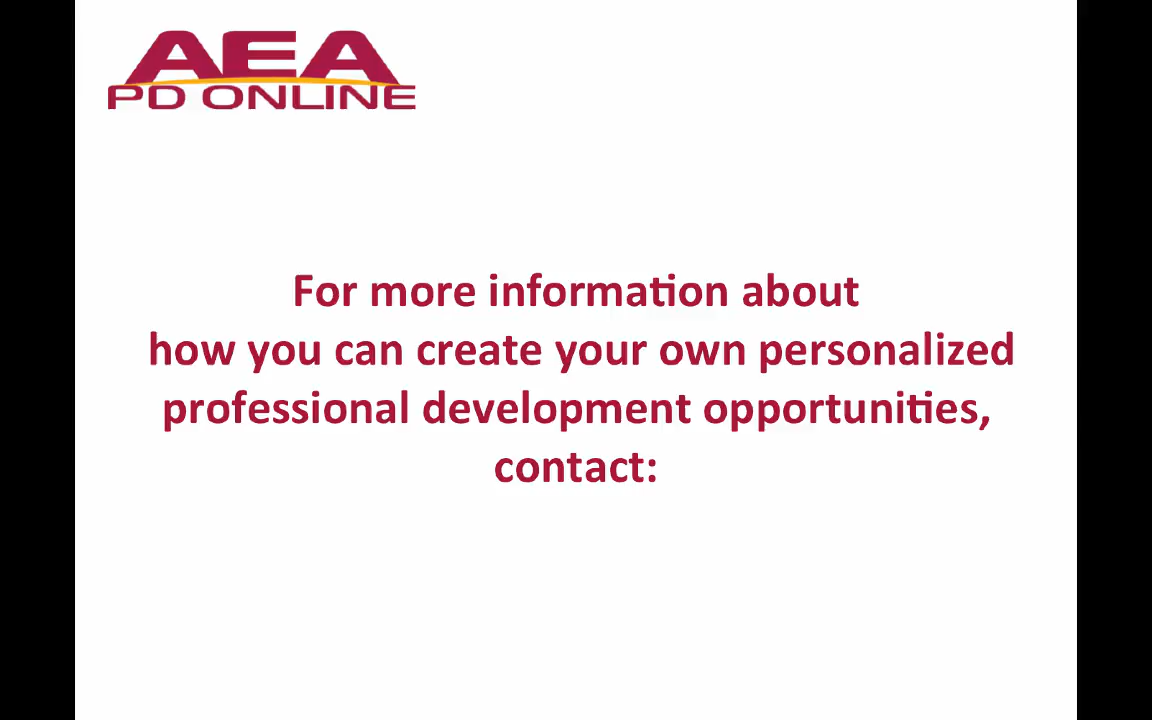 AEA
PD ONLINE
For more information about
how you can create your own personalized
professional development opportunities,
contact: